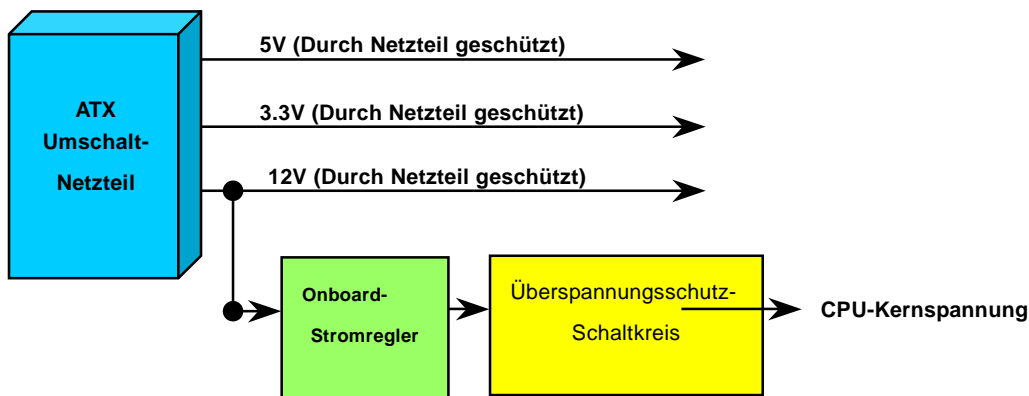 ATX
Umschalt-
Netzteil
5V (Durch Netzteil geschützt)
3.3V (Durch Netzteil geschützt)
12V (Durch Netzteil geschützt)
Onboard-
Stromregler
Überspannungsschutz-
Schaltkreis
CPU-Kernspannung